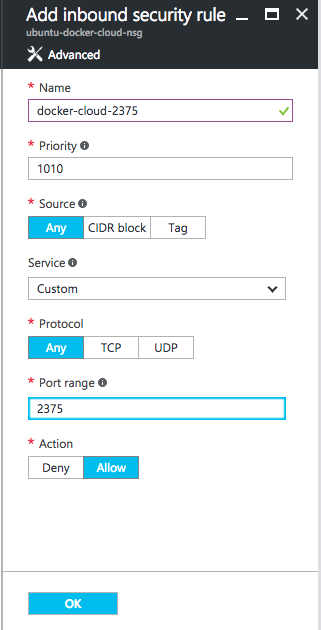 Add inbound security rule
ubuntu-docker-cloud-nsg
Advanced
* Name
docker-cloud-2375
* Priority
1010
* Source
Any CIDR block Tag
Service
Custom
* Protocol
Any TCP UDP
* Port range
2375
* Action
Deny Allow
OK